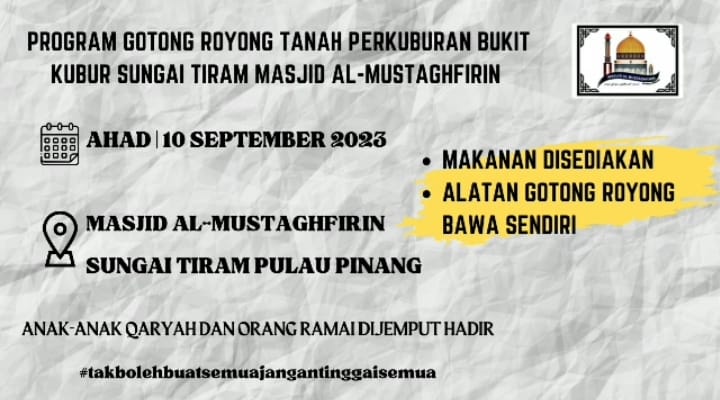 PROGRAM GOTONG ROYONG TANAH PERKUBURAN BUKIT
KUBUR SUNGAI TIRAM MASJID AL-MUSTAGHFIRIN
AHAD | 10 SEPTEMBER 2023
• MAKANAN DISEDIAKAN
• ALATAN GOTONG ROYONG
BAWA SENDIRI
MASJID AL-MUSTAGHFIRIN
SUNGAI TIRAM PULAU PINANG
ANAK-ANAK QARYAH DAN ORANG RAMAI DIJEMPUT HADIR
#takbolehbuatsemuajangantinggaisemua